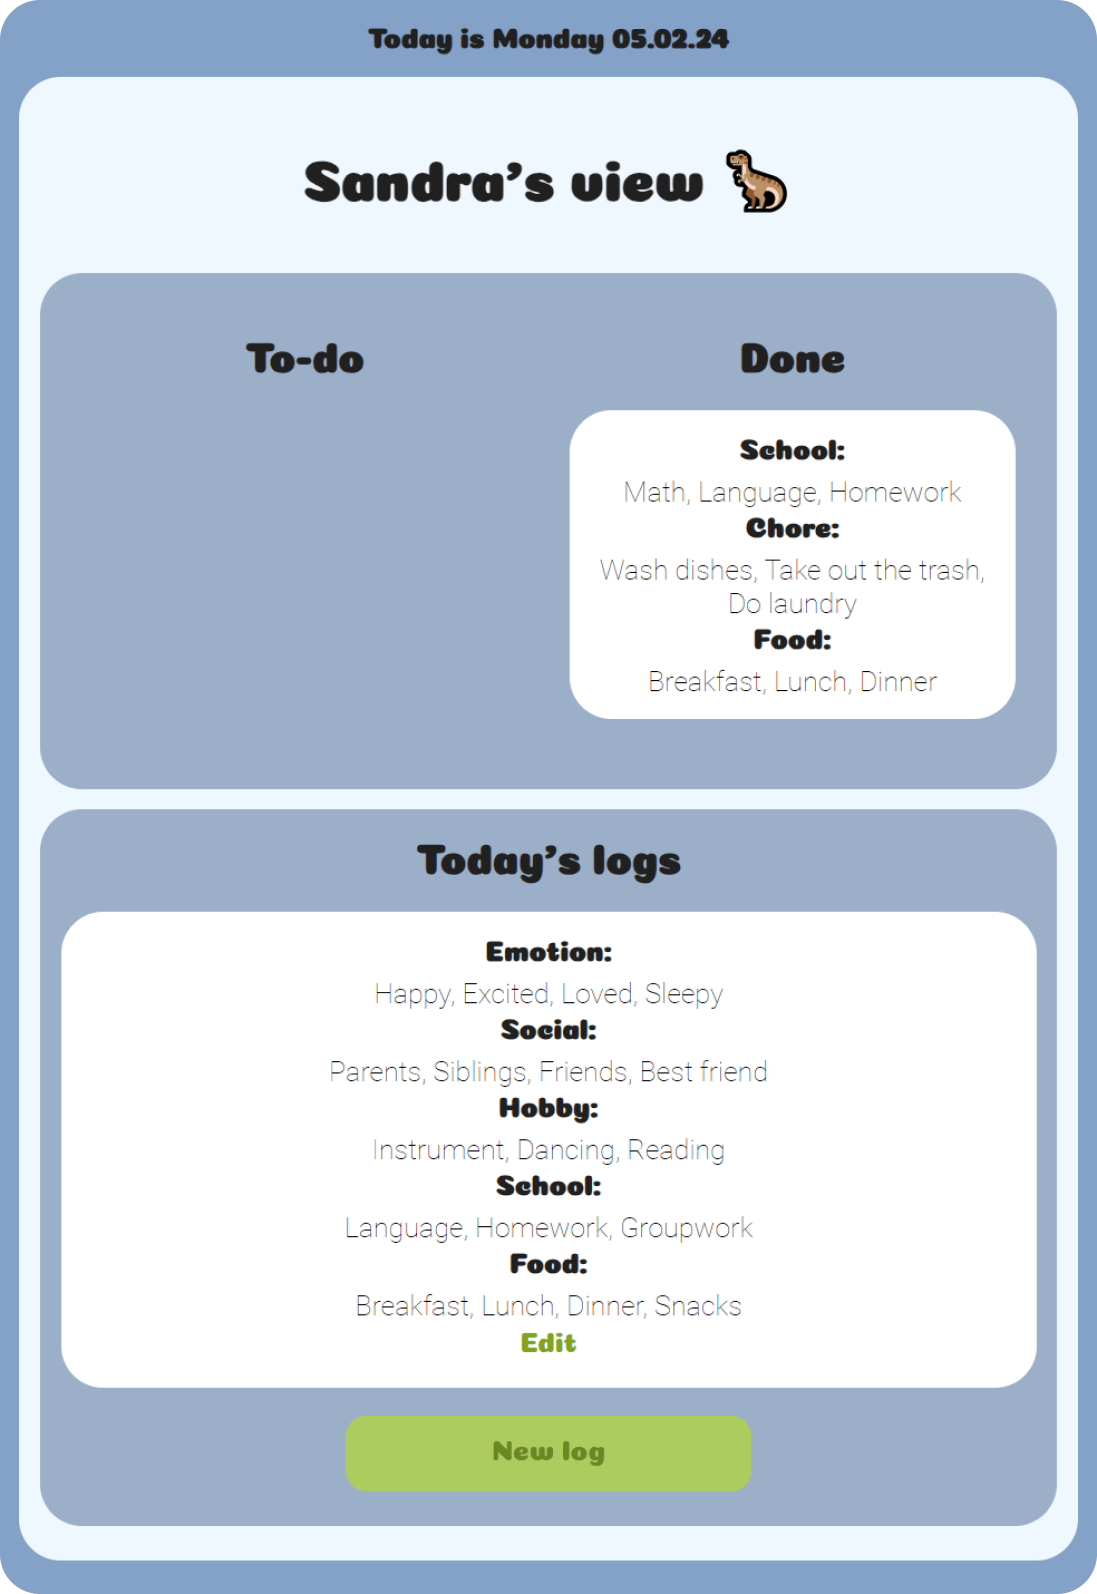 Today is Monday 05.02.24
Sandra's view
To-do
Done
School:
Math, Language, Homework
Chore:
Wash dishes, Take out the trash,
Do laundry
Food:
Breakfast, Lunch, Dinner
Today's logs
Emotion:
Happy, Excited, Loved, Sleepy
Social:
Parents, Siblings, Friends, Best friend
Hobby:
Instrument, Dancing, Reading
School:
Language, Homework, Groupwork
Food:
Breakfast, Lunch, Dinner, Snacks
Edit
New log